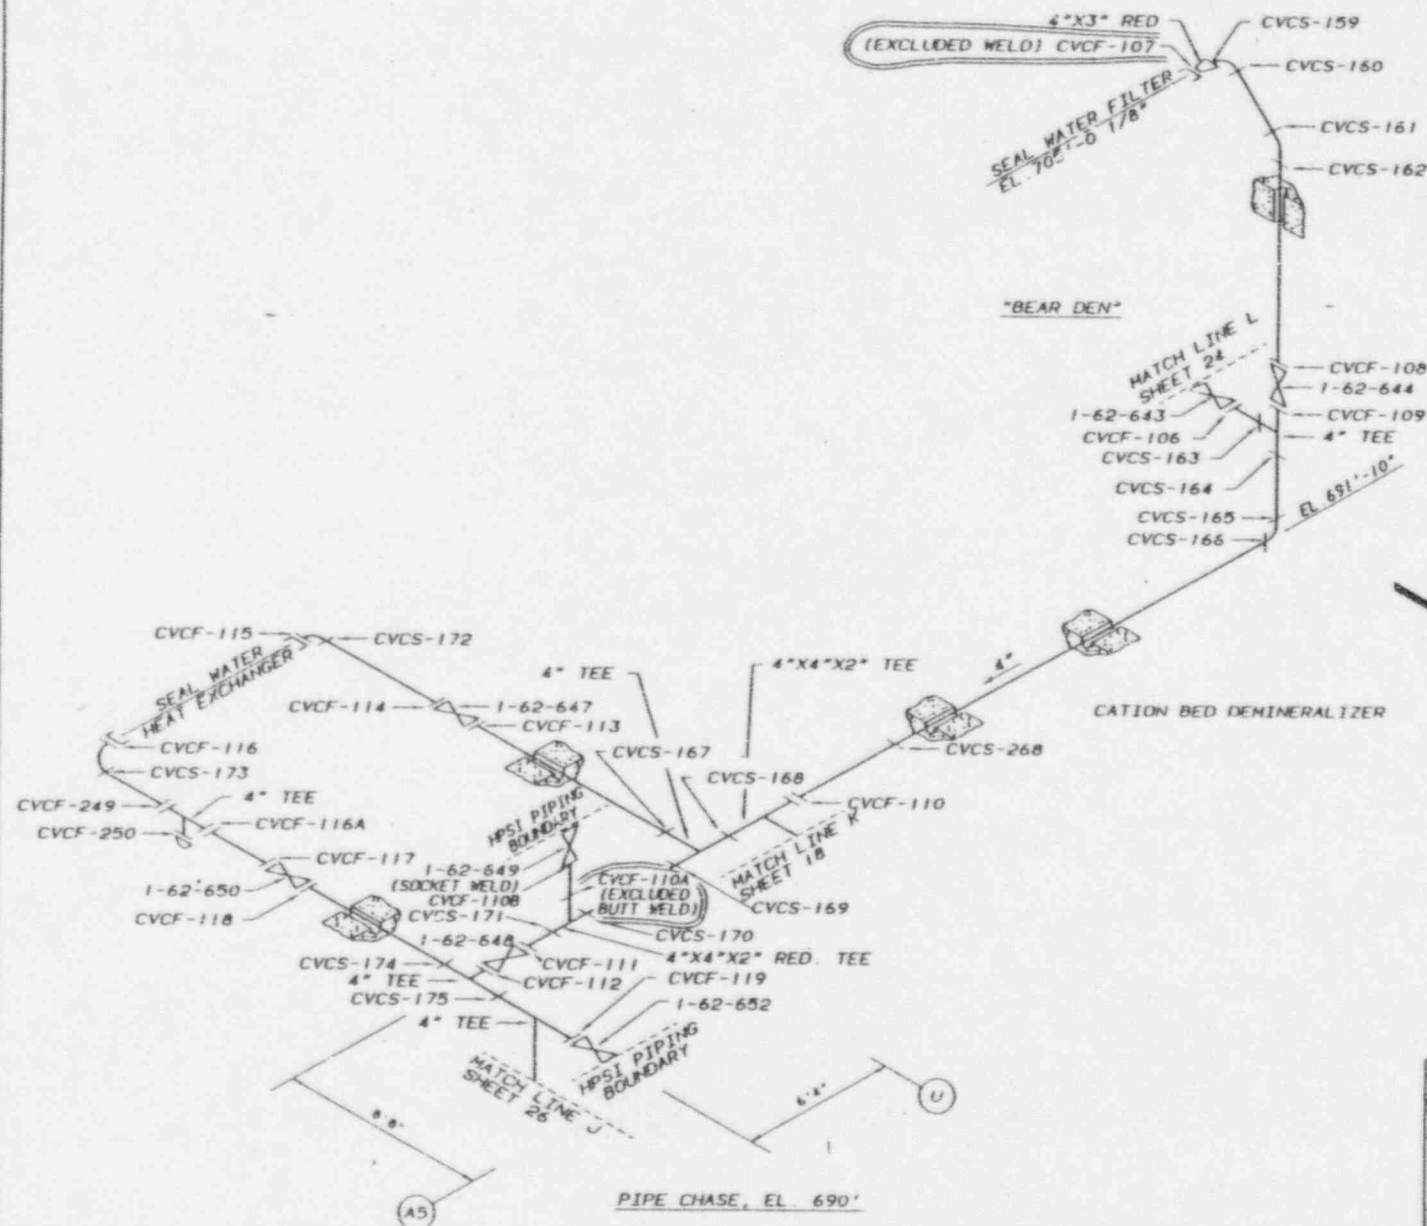 4"X3" RED
CVCS-159
(EXCLUDED WELD) CVCF-107
CVCS-160
SEAL WATER FILTER
CVCS-161
CVCS-162
"BEAR DEN"
MATCH LINE L
SHEET 24
CVCF-108
1-62-644
1-62-643
CVCF-109
CVCF-106
4" TEE
CVCS-163
CVCS-164
EL. 691'-10"
CVCS-165
CVCS-166
CVCF-115
CVCS-172
SEAL WATER
HEAT EXCHANGER
4" TEE
4"X4"X2" TEE
4"
CVCF-114
1-62-647
CVCF-113
CATION BED DEMINERALIZER
CVCF-116
CVCS-167
CVCS-268
CVCS-173
CVCS-168
CVCF-249
4" TEE
CVCF-110
CVCF-250
CVCF-116A
HPSI PIPING
BOUNDARY
MATCH LINE K
SHEET 18
CVCF-117
1-62-649
(SOCKET WELD)
CVCF-110A
(EXCLUDED
BUTT WELD)
1-62-650
CVCF-110B
CVCS-169
CVCF-118
CVCS-171
CVCS-170
1-62-648
4"X4"X2" RED. TEE
CVCS-174
CVCF-111
4" TEE
CVCF-112
CVCF-119
CVCS-175
1-62-652
4" TEE
HPSI PIPING
BOUNDARY
MATCH LINE J
SHEET 26
6'4"
U
A5
PIPE CHASE, EL. 690'